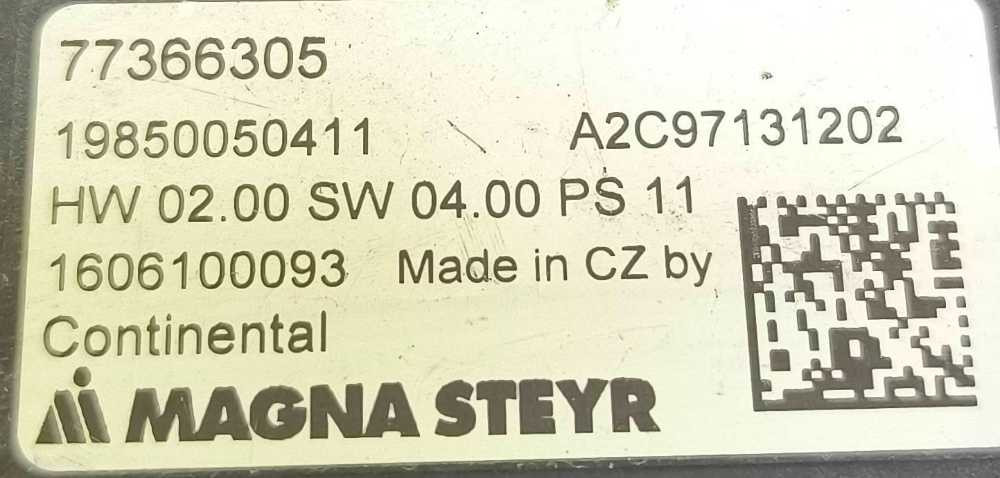 77366305
19850050411 A2C97131202
HW 02.00 SW 04.00 PS 11
1606100093 Made in CZ by
Continental
MAGNA STEYR